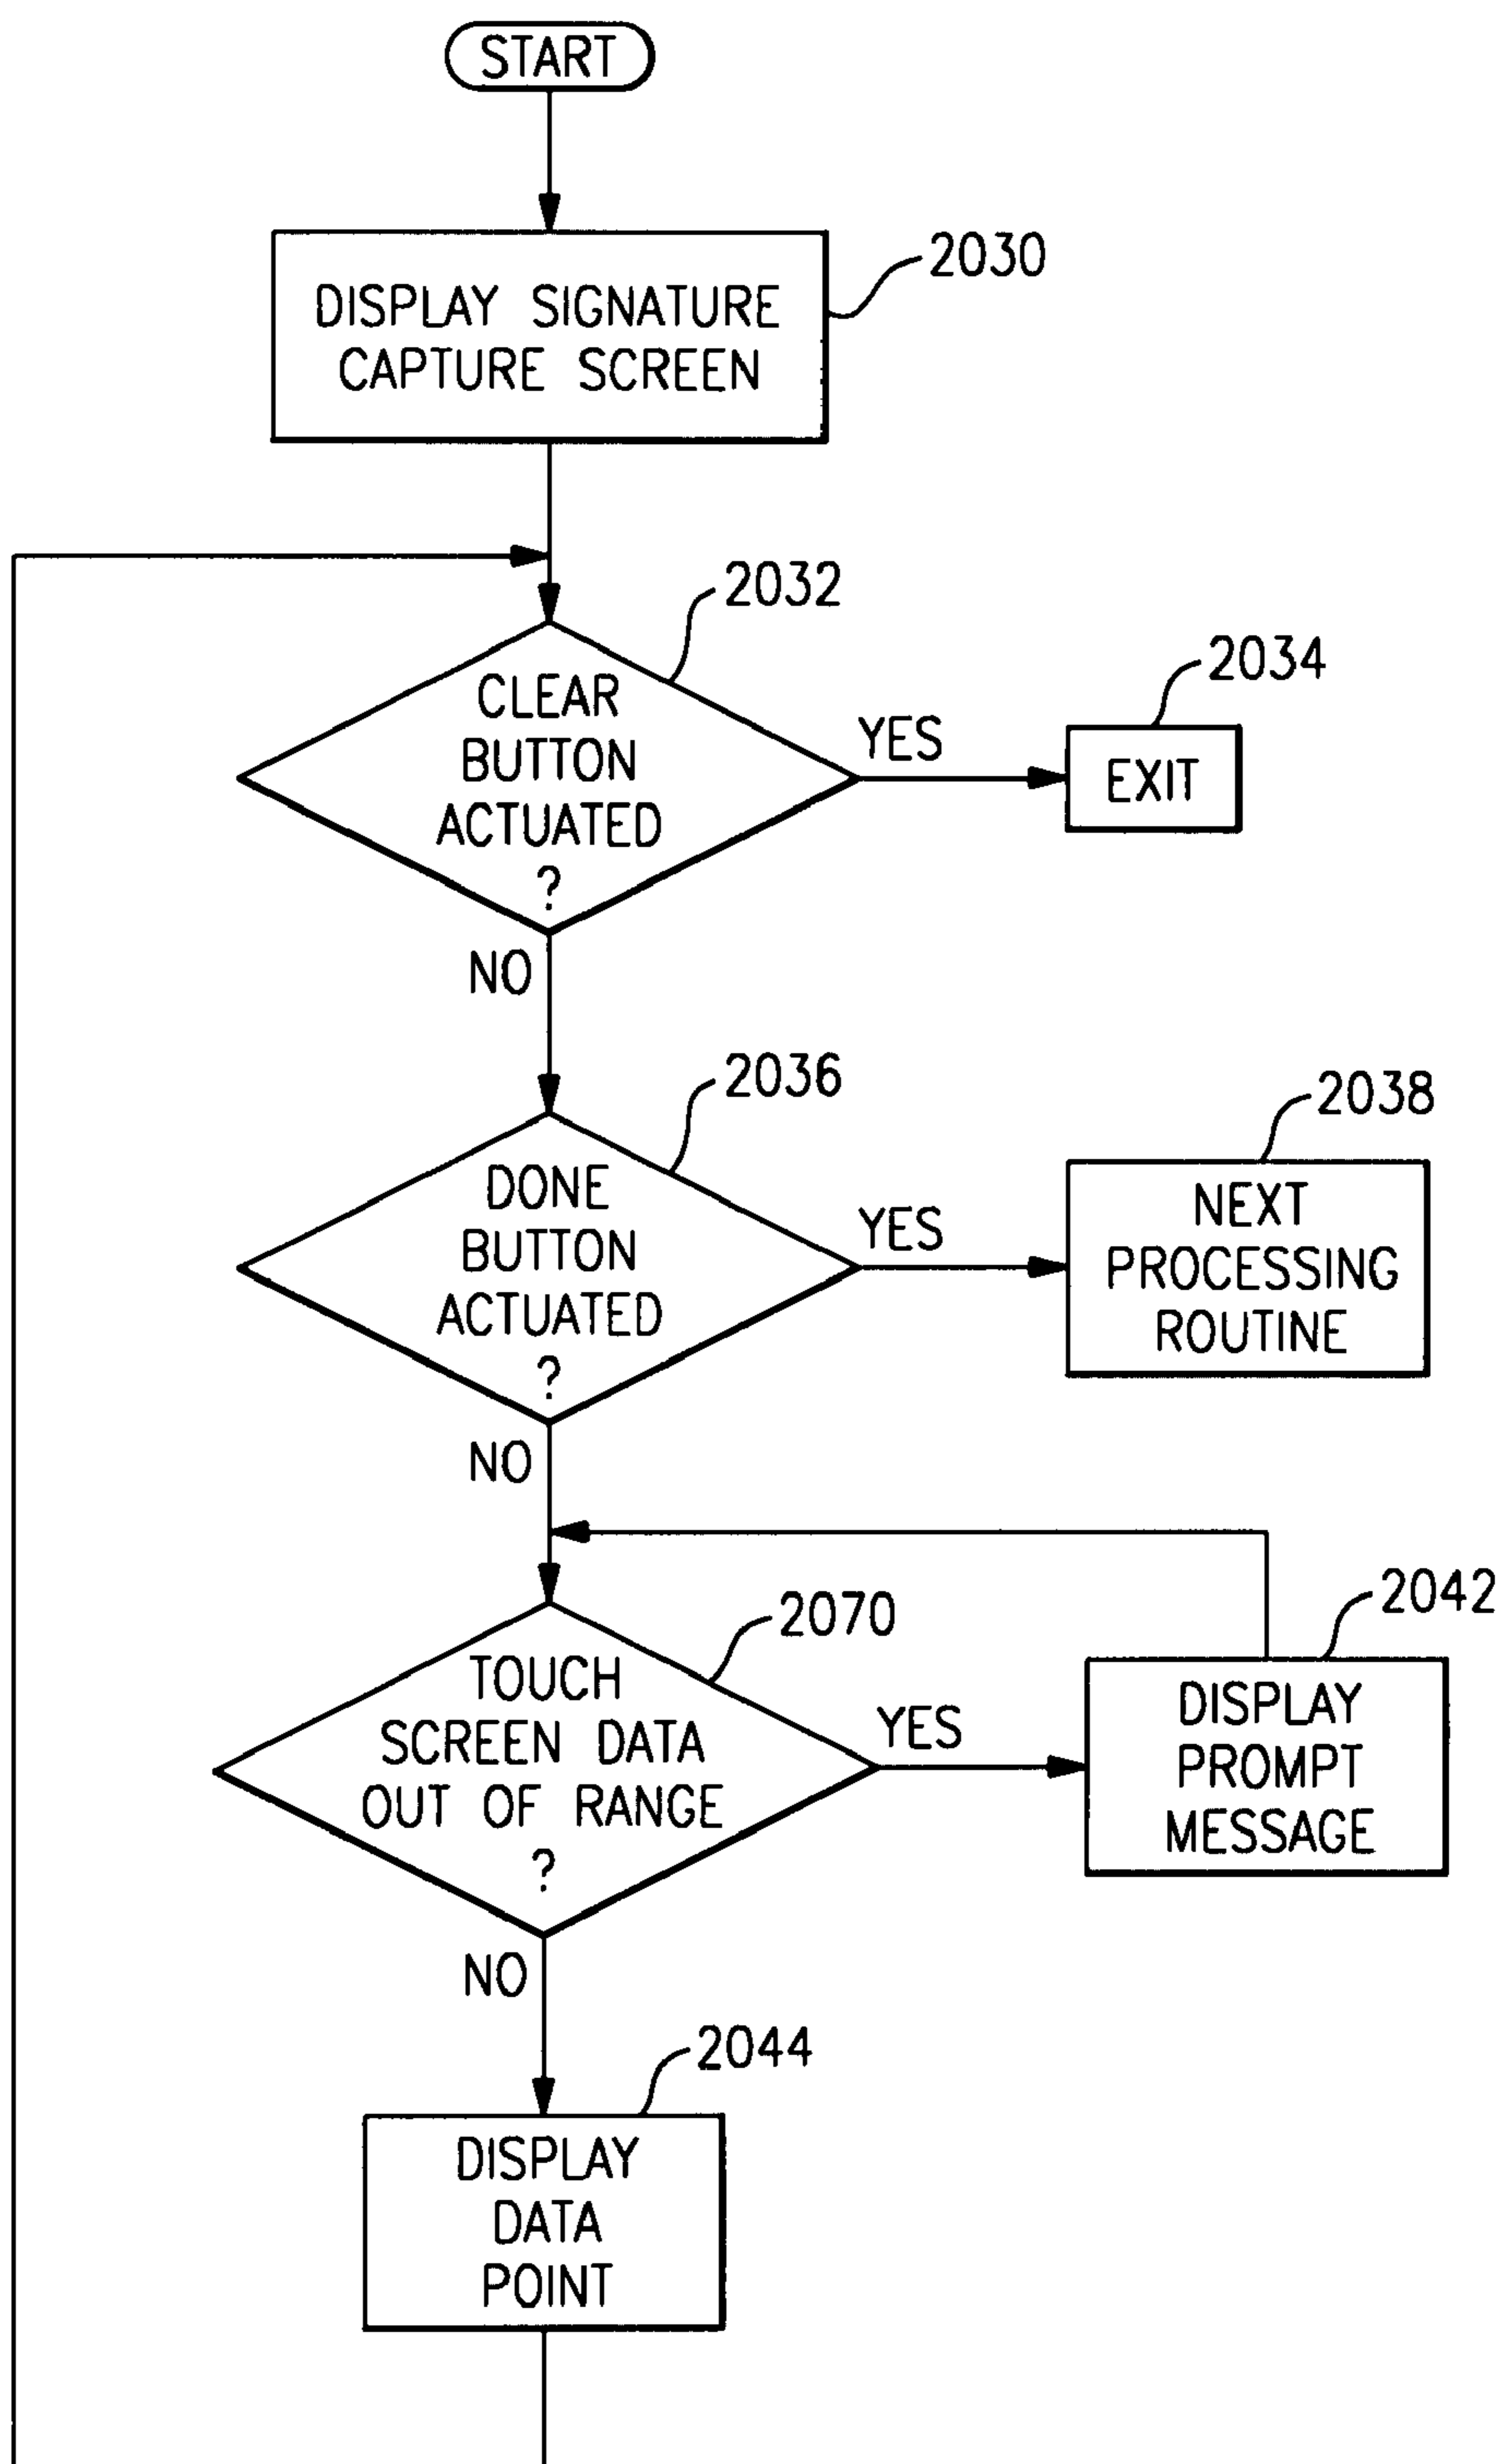 START
2030
DISPLAY SIGNATURE
CAPTURE SCREEN
2032
2034
CLEAR
BUTTON
ACTUATED
?
YES
EXIT
NO
2036
2038
DONE
BUTTON
ACTUATED
?
YES
NEXT
PROCESSING
ROUTINE
NO
2070
2042
TOUCH
SCREEN DATA
OUT OF RANGE
?
YES
DISPLAY
PROMPT
MESSAGE
NO
2044
DISPLAY
DATA
POINT